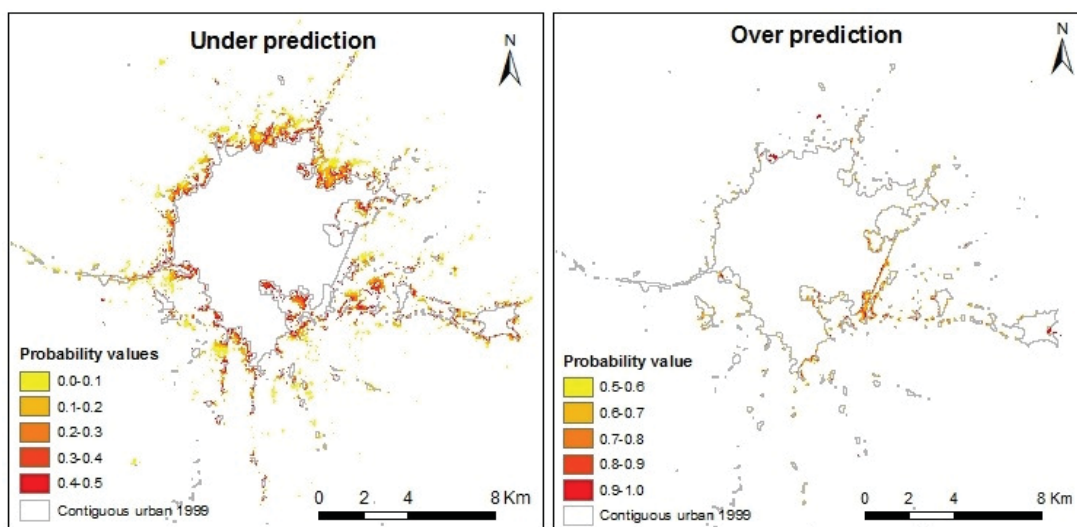 Under prediction
N
Probability values
0.0-0.1
0.1-0.2
0.2-0.3
0.3-0.4
0.4-0.5
Contiguous urban 1999
0 2 4 8 Km
Over prediction
N
Probability value
0.5-0.6
0.6-0.7
0.7-0.8
0.8-0.9
0.9-1.0
Contiguous urban 1999
0 2 4 8 Km